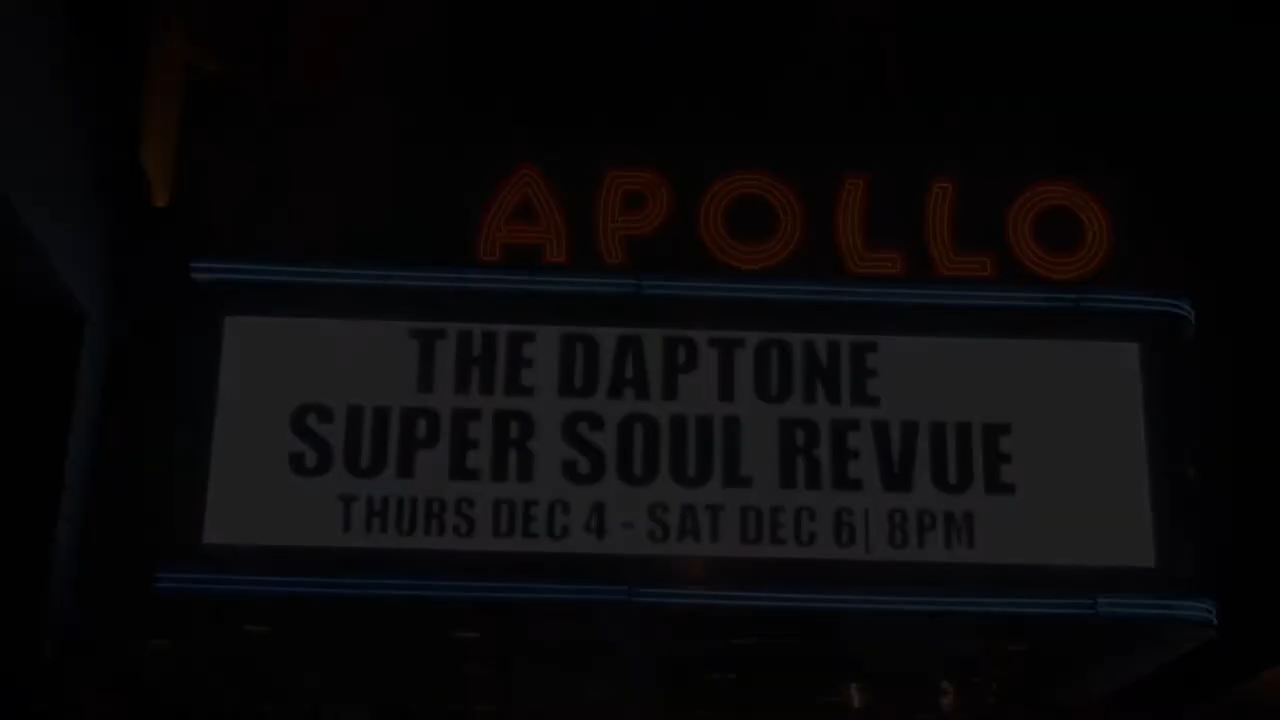 APOLLO
THE DAPTONE
SUPER SOUL REVUE
THURS DEC 4 - SAT DEC 6| 8PM